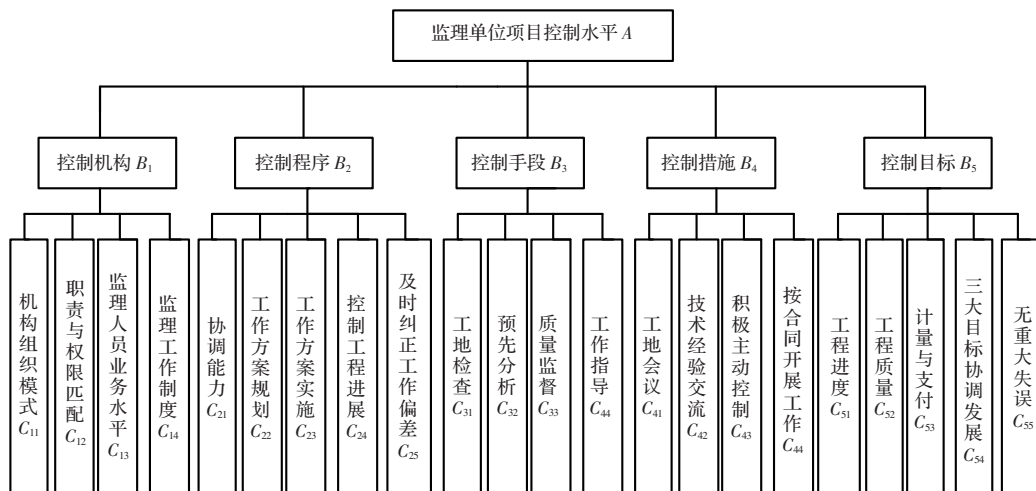 监理单位项目控制水平 A
控制机构 B₁
控制程序 B₂
控制手段 B₃
控制措施 B₄
控制目标 B₅
机构组织模式 C₁₁
职责与权限匹配 C₁₂
监理人员业务水平 C₁₃
监理工作制度 C₁₄
协调能力 C₂₁
工作方案规划 C₂₂
工作方案实施 C₂₃
控制工程进展 C₂₄
及时纠正工作偏差 C₂₅
工地检查 C₃₁
预先分析 C₃₂
质量监督 C₃₃
工作指导 C₄₄
工地会议 C₄₁
技术经验交流 C₄₂
积极主动控制 C₄₃
按合同开展工作 C₄₄
工程进度 C₅₁
工程质量 C₅₂
计量与支付 C₅₃
三大目标协调发展 C₅₄
无重大失误 C₅₅